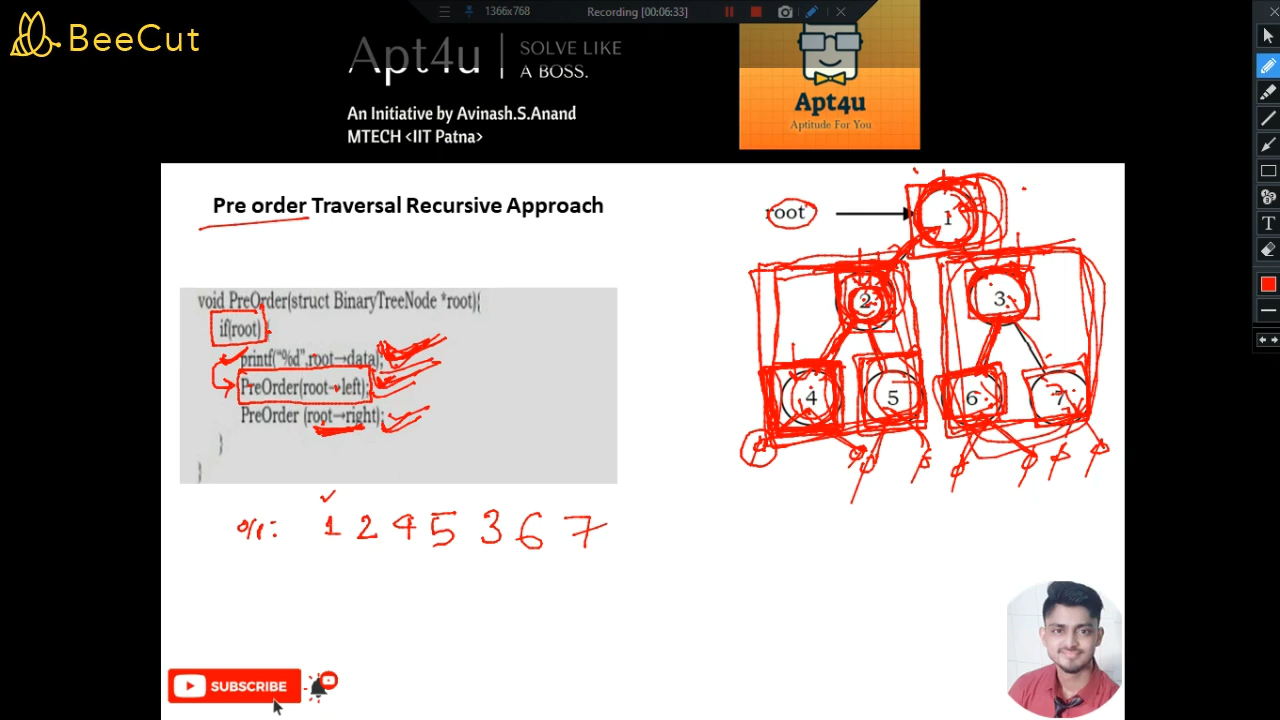 1366x768
Recording [00:06:33]
BeeCut
Apt4u
SOLVE LIKE
A BOSS.
An Initiative by Avinash.S.Anand
MTECH <IIT Patna>
Apt4u
Aptitude For You
Pre order Traversal Recursive Approach
root
1
2
3
4
5
6
7
void PreOrder(struct BinaryTreeNode *root){
if(root) {
printf("%d",root→data);
PreOrder(root→left);
PreOrder (root→right);
}
}
o/p: 1 2 4 5 3 6 7
SUBSCRIBE
T